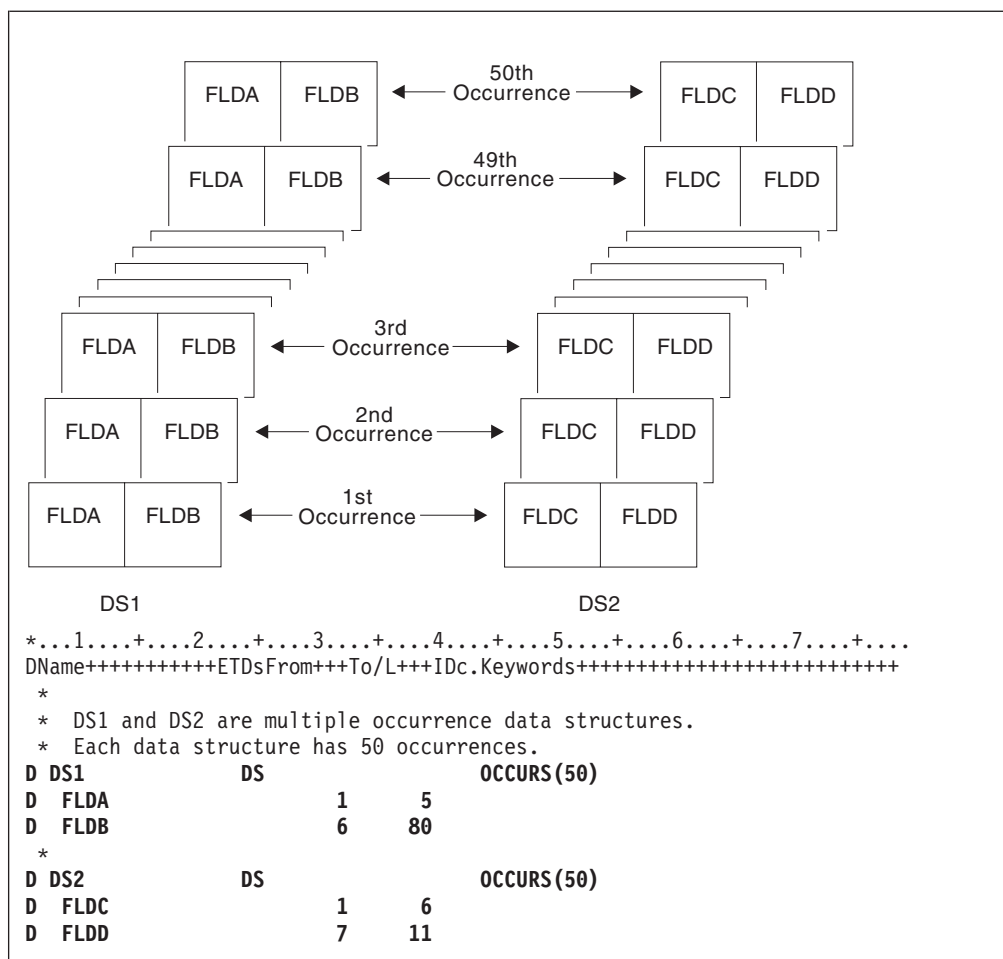 50th
FLDA FLDB Occurrence FLDC FLDD
49th
FLDA FLDB Occurrence FLDC FLDD
3rd
FLDA FLDB Occurrence FLDC FLDD
2nd
FLDA FLDB Occurrence FLDC FLDD
1st
FLDA FLDB Occurrence FLDC FLDD
DS1 DS2
*...1....+....2....+....3....+....4....+....5....+....6....+....7....+....
DName+++++++++++ETDsFrom+++To/L+++IDc.Keywords+++++++++++++++++++++++++++
*
* DS1 and DS2 are multiple occurrence data structures.
* Each data structure has 50 occurrences.
D DS1 DS OCCURS(50)
D FLDA 1 5
D FLDB 6 80
*
D DS2 DS OCCURS(50)
D FLDC 1 6
D FLDD 7 11